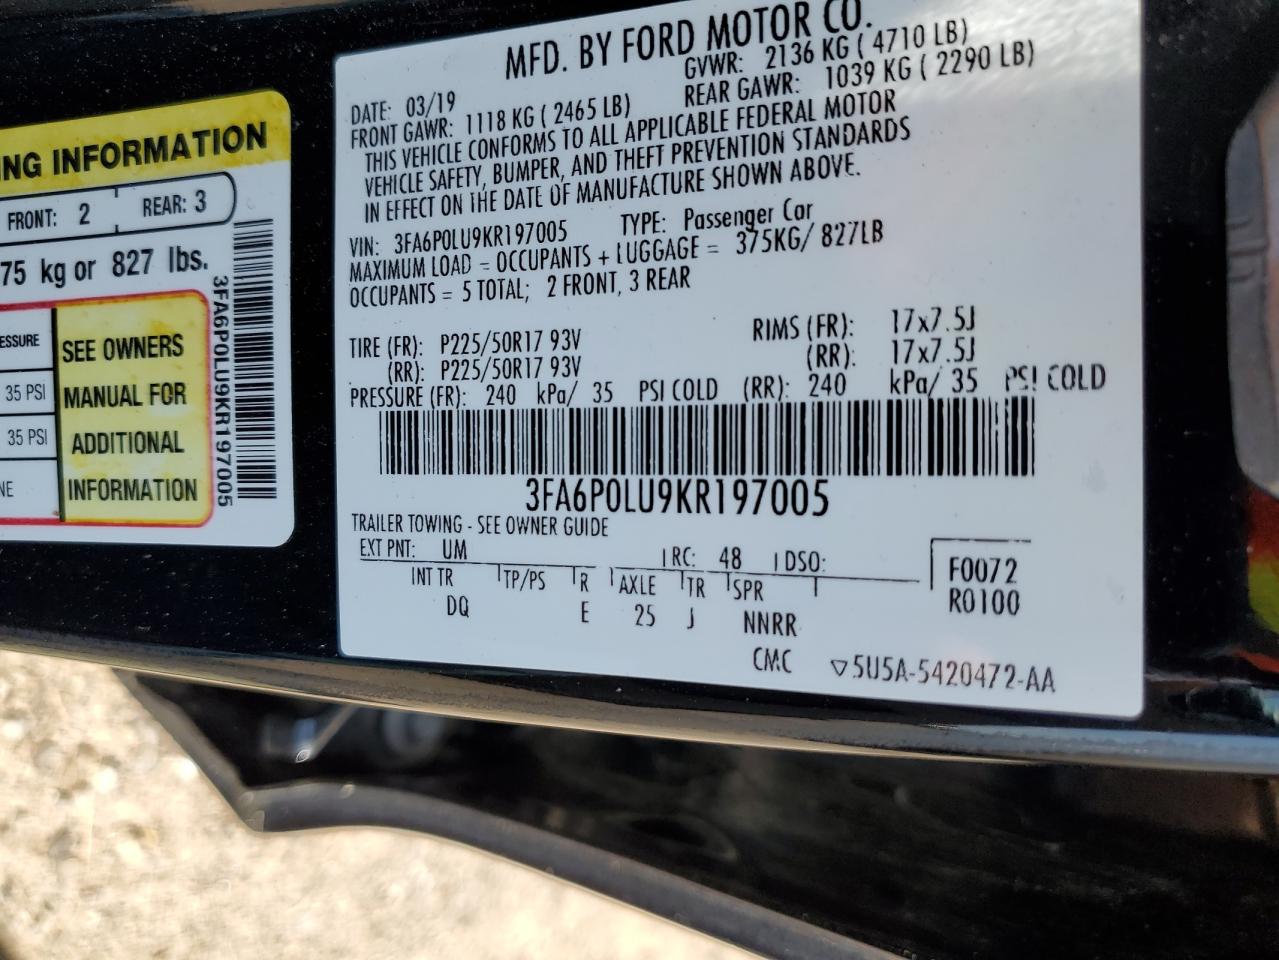 MFD. BY FORD MOTOR CO.
DATE: 03/19 GVWR: 2136 KG ( 4710 LB)
FRONT GAWR: 1118 KG ( 2465 LB) REAR GAWR: 1039 KG ( 2290 LB)
THIS VEHICLE CONFORMS TO ALL APPLICABLE FEDERAL MOTOR
VEHICLE SAFETY, BUMPER, AND THEFT PREVENTION STANDARDS
IN EFFECT ON THE DATE OF MANUFACTURE SHOWN ABOVE.
VIN: 3FA6P0LU9KR197005 TYPE: Passenger Car
MAXIMUM LOAD = OCCUPANTS + LUGGAGE = 375KG/ 827LB
OCCUPANTS = 5 TOTAL; 2 FRONT, 3 REAR
TIRE (FR): P225/50R17 93V RIMS (FR): 17x7.5J
(RR): P225/50R17 93V (RR): 17x7.5J
PRESSURE (FR): 240 kPa/ 35 PSI COLD (RR): 240 kPa/ 35 PSI COLD
3FA6P0LU9KR197005
TRAILER TOWING - SEE OWNER GUIDE
EXT PNT: UM RC: 48 DSO:
INT TR TP/PS R AXLE TR SPR F0072
DQ E 25 J NNRR R0100
CMC ▽5U5A-5420472-AA
NG INFORMATION
FRONT: 2 REAR: 3
75 kg or 827 lbs.
ESSURE
35 PSI
35 PSI
NE
SEE OWNERS
MANUAL FOR
ADDITIONAL
INFORMATION
3FA6P0LU9KR197005